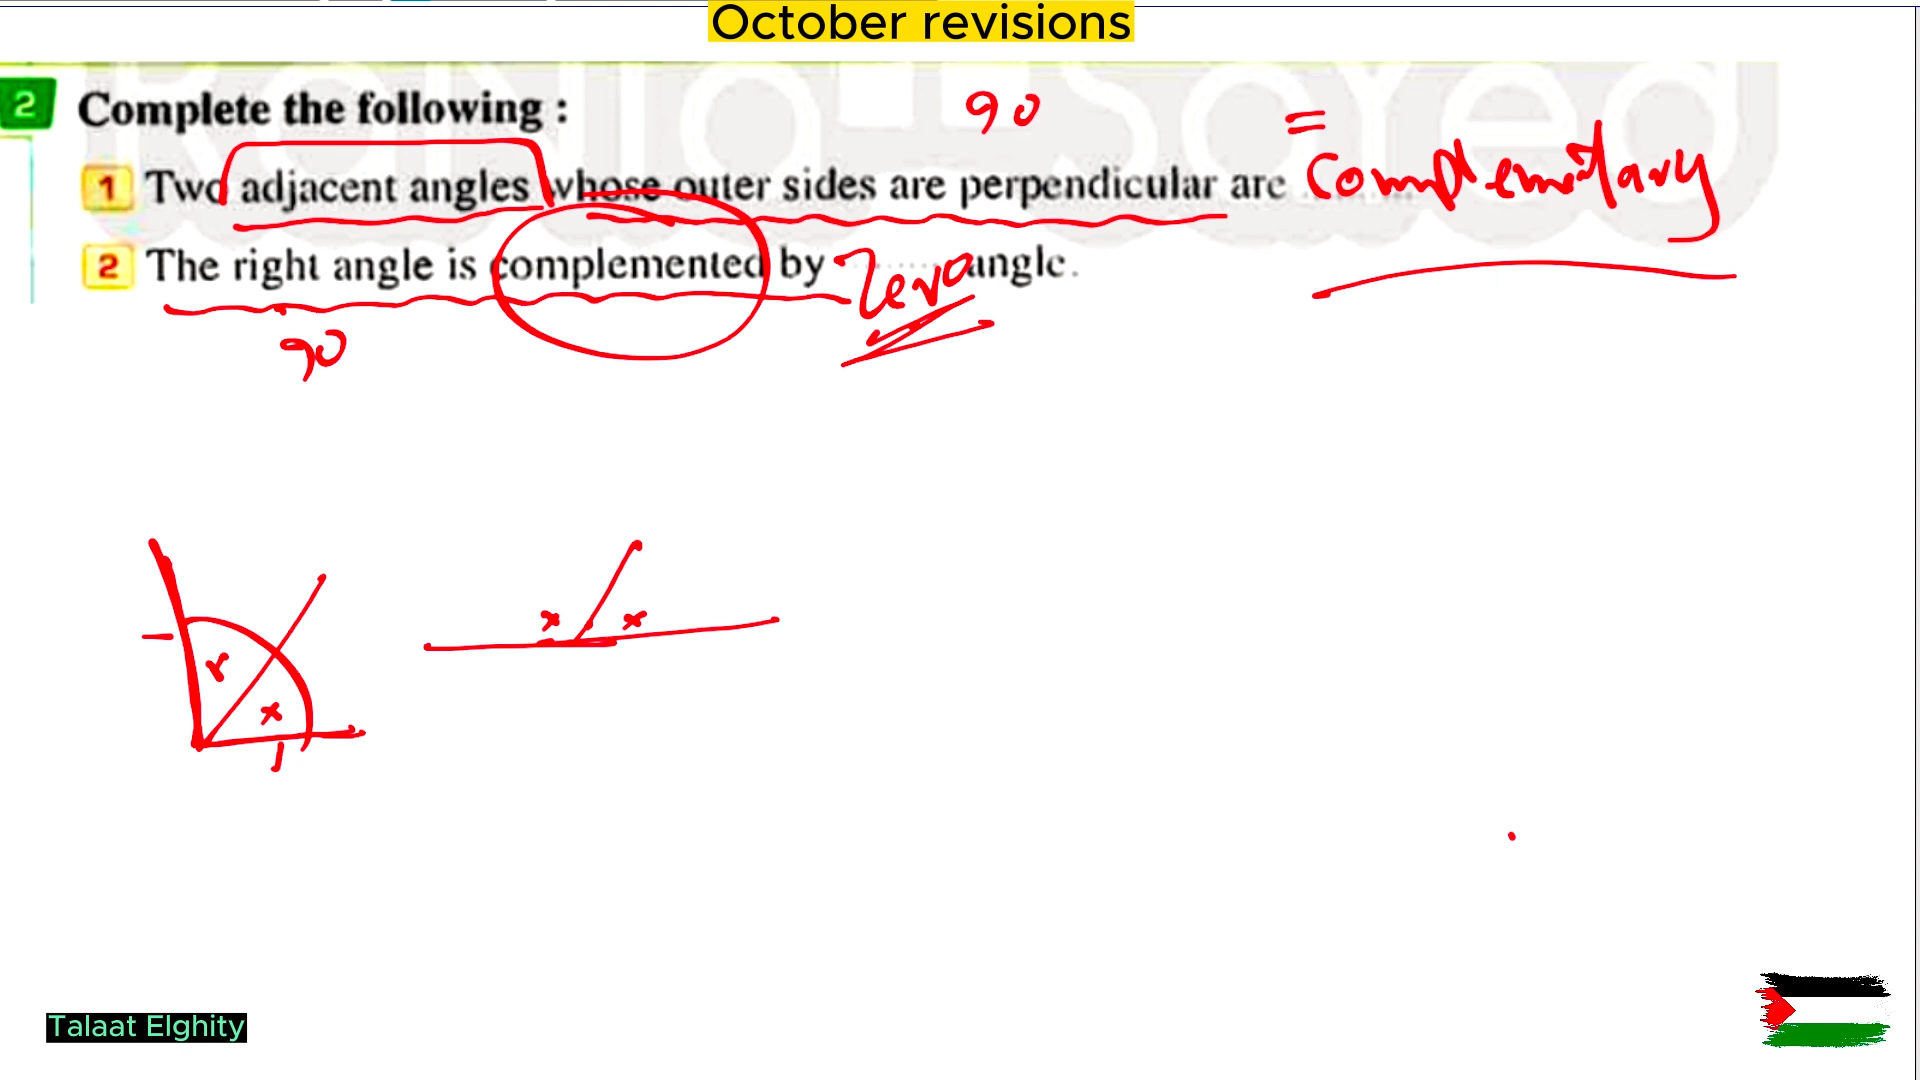 October revisions
2 Complete the following :
90
1 Two adjacent angles whose outer sides are perpendicular are = Complemetary
2 The right angle is complemented by Zero angle.
90
x x
x
Talaat Elghity